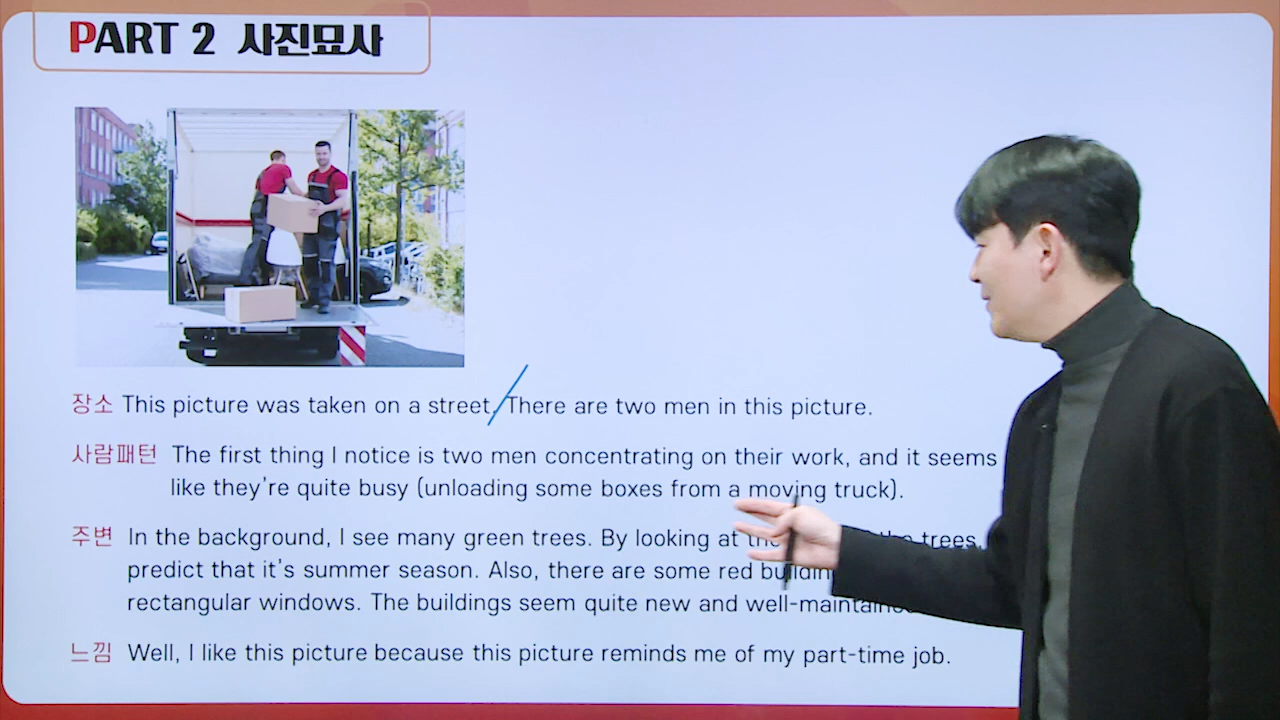 PART 2 사진묘사
장소 This picture was taken on a street. There are two men in this picture.
사람패턴 The first thing I notice is two men concentrating on their work, and it seems
like they're quite busy (unloading some boxes from a moving truck).
주변 In the background, I see many green trees. By looking at the trees,
predict that it's summer season. Also, there are some red
rectangular windows. The buildings seem quite new and
느낌 Well, I like this picture because this picture reminds me of my part-time job.